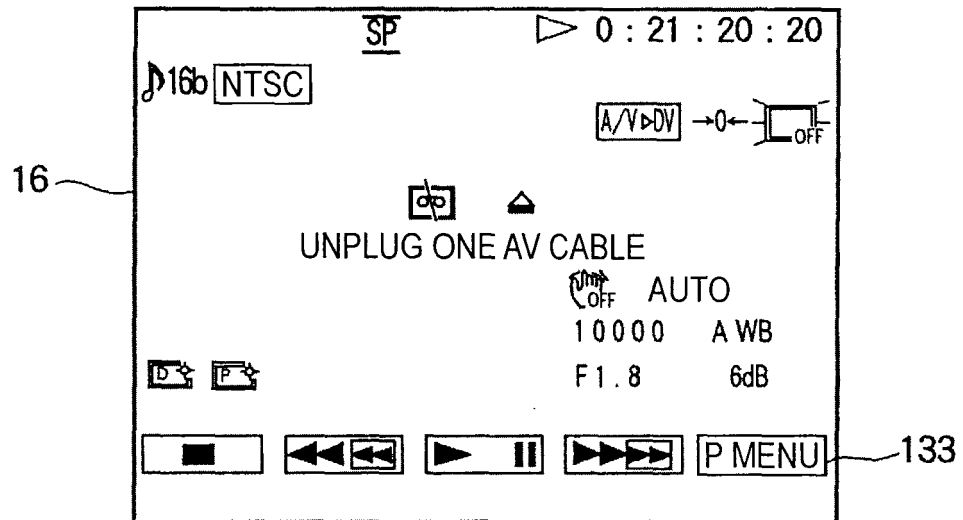 SP 0 : 21 : 20 : 20
16b NTSC
A/V▷DV →0← OFF
16
UNPLUG ONE AV CABLE
OFF AUTO
10000 A WB
D P F1.8 6dB
P MENU 133